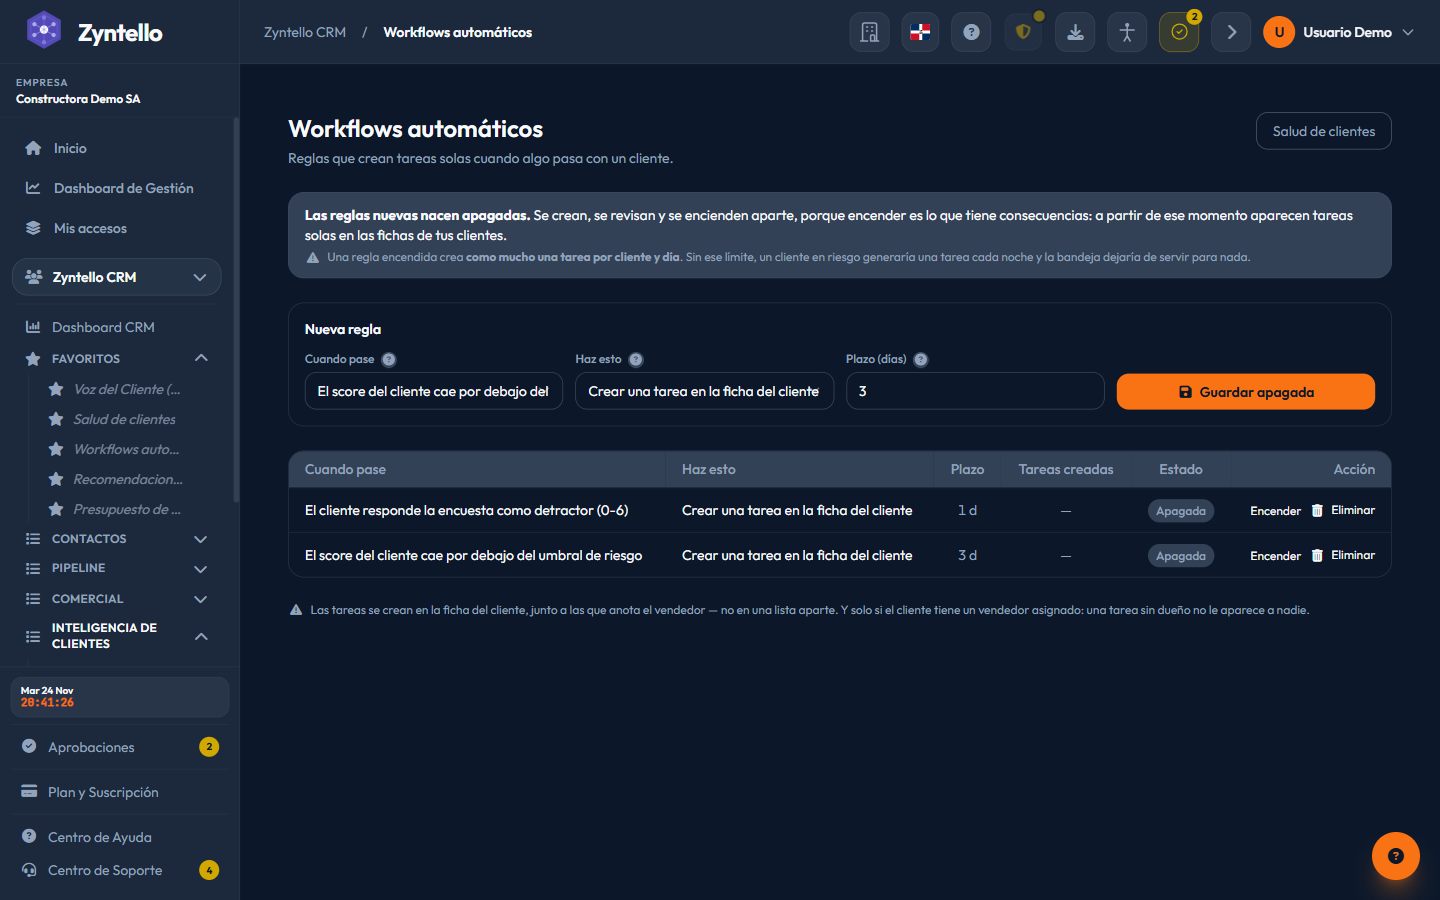 Zyntello
Zyntello CRM / Workflows automáticos
2
U Usuario Demo
EMPRESA
Constructora Demo SA
Inicio
Dashboard de Gestión
Mis accesos
Zyntello CRM
Dashboard CRM
FAVORITOS
Voz del Cliente (...
Salud de clientes
Workflows auto...
Recomendacion...
Presupuesto de ...
CONTACTOS
PIPELINE
COMERCIAL
INTELIGENCIA DE
CLIENTES
Mar 24 Nov
20:41:26
Aprobaciones 2
Plan y Suscripción
Centro de Ayuda
Centro de Soporte 4
Workflows automáticos
Reglas que crean tareas solas cuando algo pasa con un cliente.
Salud de clientes
Las reglas nuevas nacen apagadas. Se crean, se revisan y se encienden aparte, porque encender es lo que tiene consecuencias: a partir de ese momento aparecen tareas
solas en las fichas de tus clientes.
Una regla encendida crea como mucho una tarea por cliente y día. Sin ese límite, un cliente en riesgo generaría una tarea cada noche y la bandeja dejaría de servir para nada.
Nueva regla
Cuando pase ? Haz esto ? Plazo (días) ?
El score del cliente cae por debajo del Crear una tarea en la ficha del cliente 3 Guardar apagada
Cuando pase Haz esto Plazo Tareas creadas Estado Acción
El cliente responde la encuesta como detractor (0-6) Crear una tarea en la ficha del cliente 1 d — Apagada Encender Eliminar
El score del cliente cae por debajo del umbral de riesgo Crear una tarea en la ficha del cliente 3 d — Apagada Encender Eliminar
Las tareas se crean en la ficha del cliente, junto a las que anota el vendedor — no en una lista aparte. Y solo si el cliente tiene un vendedor asignado: una tarea sin dueño no le aparece a nadie.